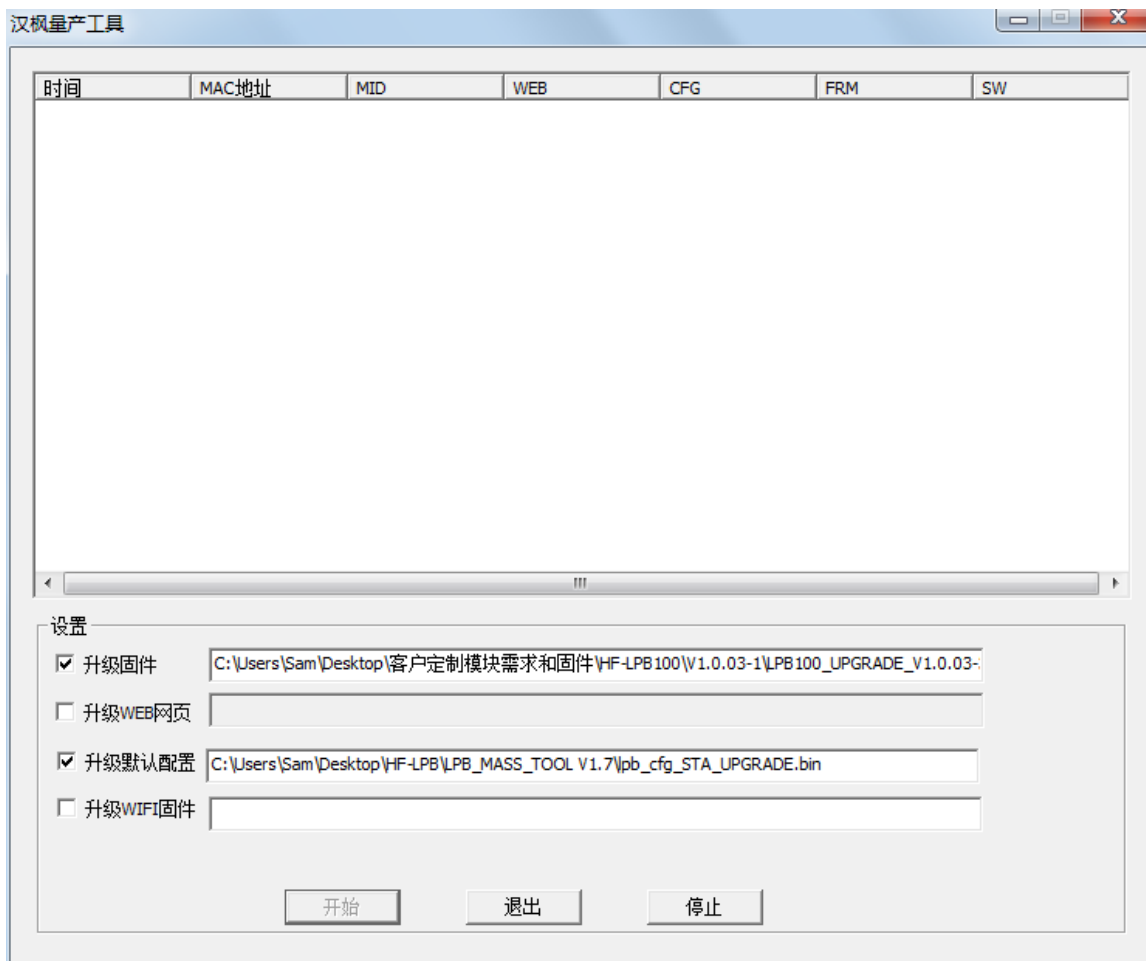 汉枫量产工具
时间 MAC地址 MID WEB CFG FRM SW
设置
升级固件 C:\Users\Sam\Desktop\客户定制模块需求和固件\HF-LPB100\V1.0.03-1\LPB100_UPGRADE_V1.0.03-
升级WEB网页
升级默认配置 C:\Users\Sam\Desktop\HF-LPB\LPB_MASS_TOOL V1.7\lpb_cfg_STA_UPGRADE.bin
升级WIFI固件
开始 退出 停止